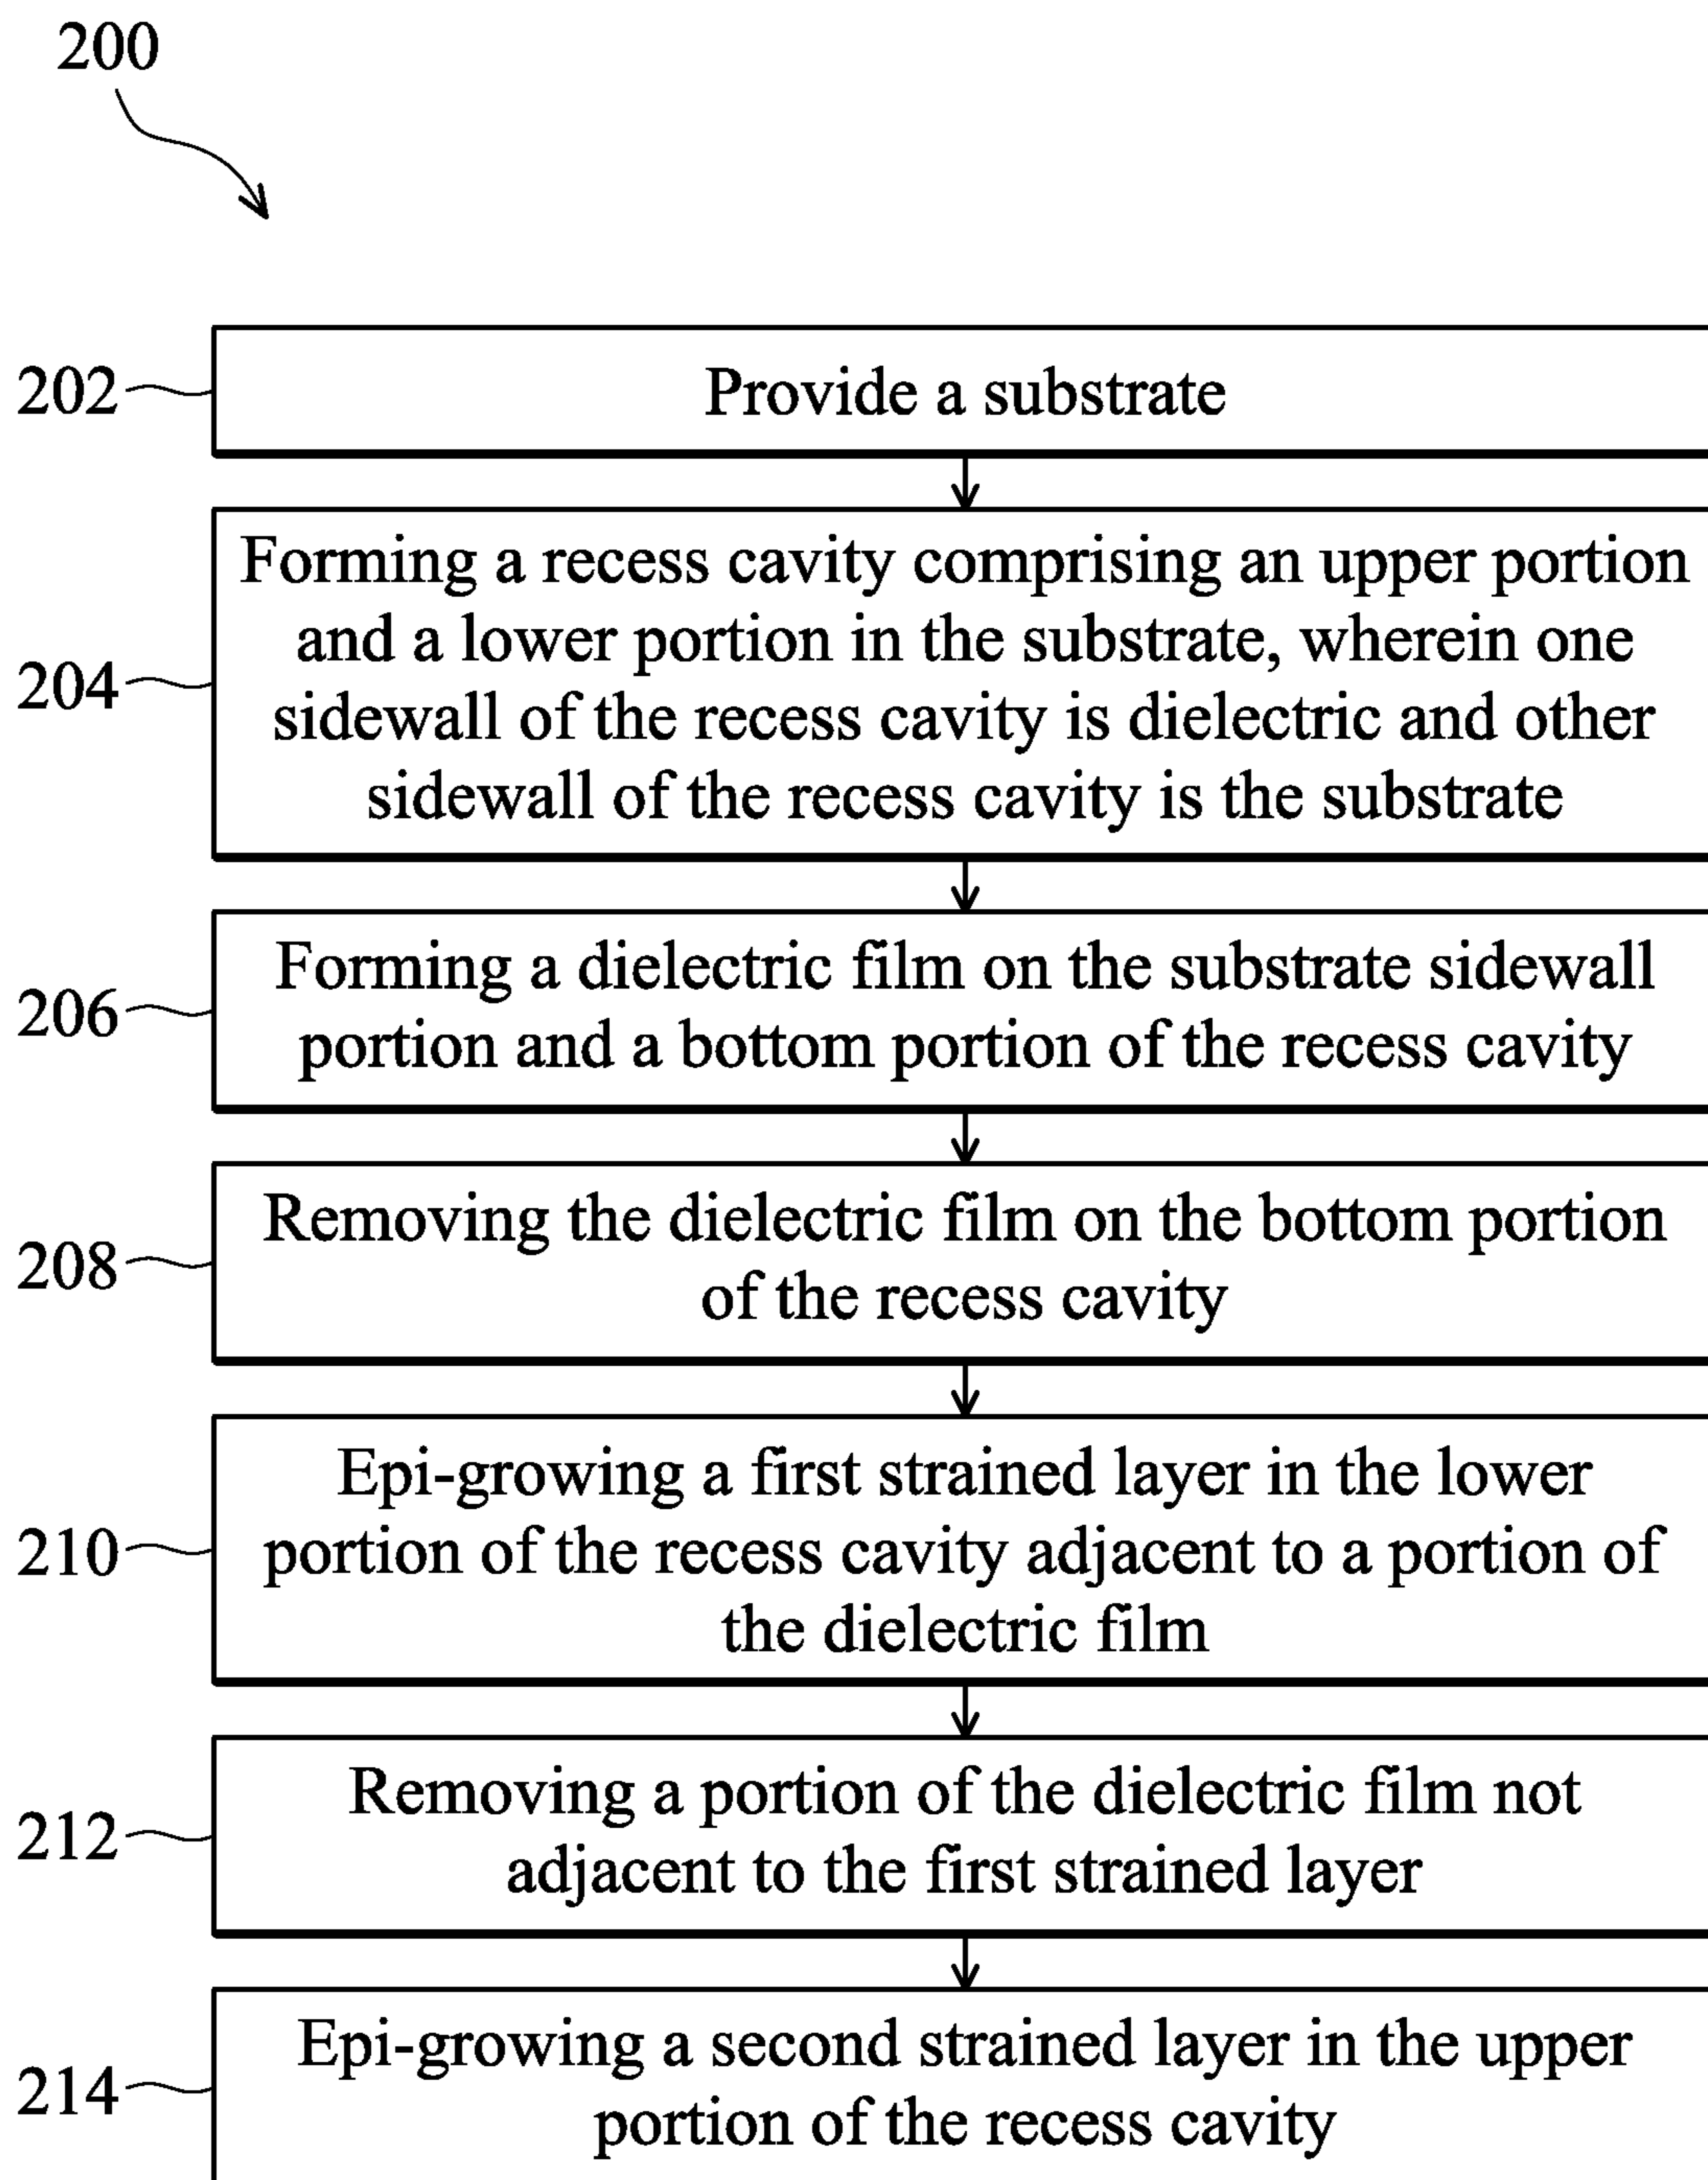 200
202
Provide a substrate
204
Forming a recess cavity comprising an upper portion
and a lower portion in the substrate, wherein one
sidewall of the recess cavity is dielectric and other
sidewall of the recess cavity is the substrate
206
Forming a dielectric film on the substrate sidewall
portion and a bottom portion of the recess cavity
208
Removing the dielectric film on the bottom portion
of the recess cavity
210
Epi-growing a first strained layer in the lower
portion of the recess cavity adjacent to a portion of
the dielectric film
212
Removing a portion of the dielectric film not
adjacent to the first strained layer
214
Epi-growing a second strained layer in the upper
portion of the recess cavity